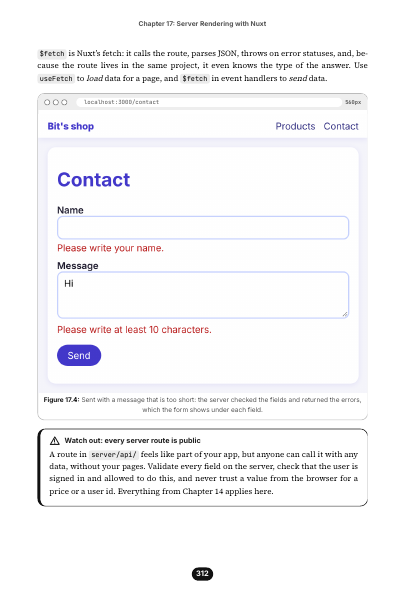 Chapter 17: Server Rendering with Nuxt
$fetch is Nuxt's fetch: it calls the route, parses JSON, throws on error statuses, and, be-
cause the route lives in the same project, it even knows the type of the answer. Use
useFetch to load data for a page, and $fetch in event handlers to send data.
localhost:3000/contact
560px
Bit's shop
Products
Contact
Contact
Name
Please write your name.
Message
Hi
Please write at least 10 characters.
Send
Figure 17.4: Sent with a message that is too short: the server checked the fields and returned the errors,
which the form shows under each field.
Watch out: every server route is public
A route in server/api/ feels like part of your app, but anyone can call it with any
data, without your pages. Validate every field on the server, check that the user is
signed in and allowed to do this, and never trust a value from the browser for a
price or a user id. Everything from Chapter 14 applies here.
312